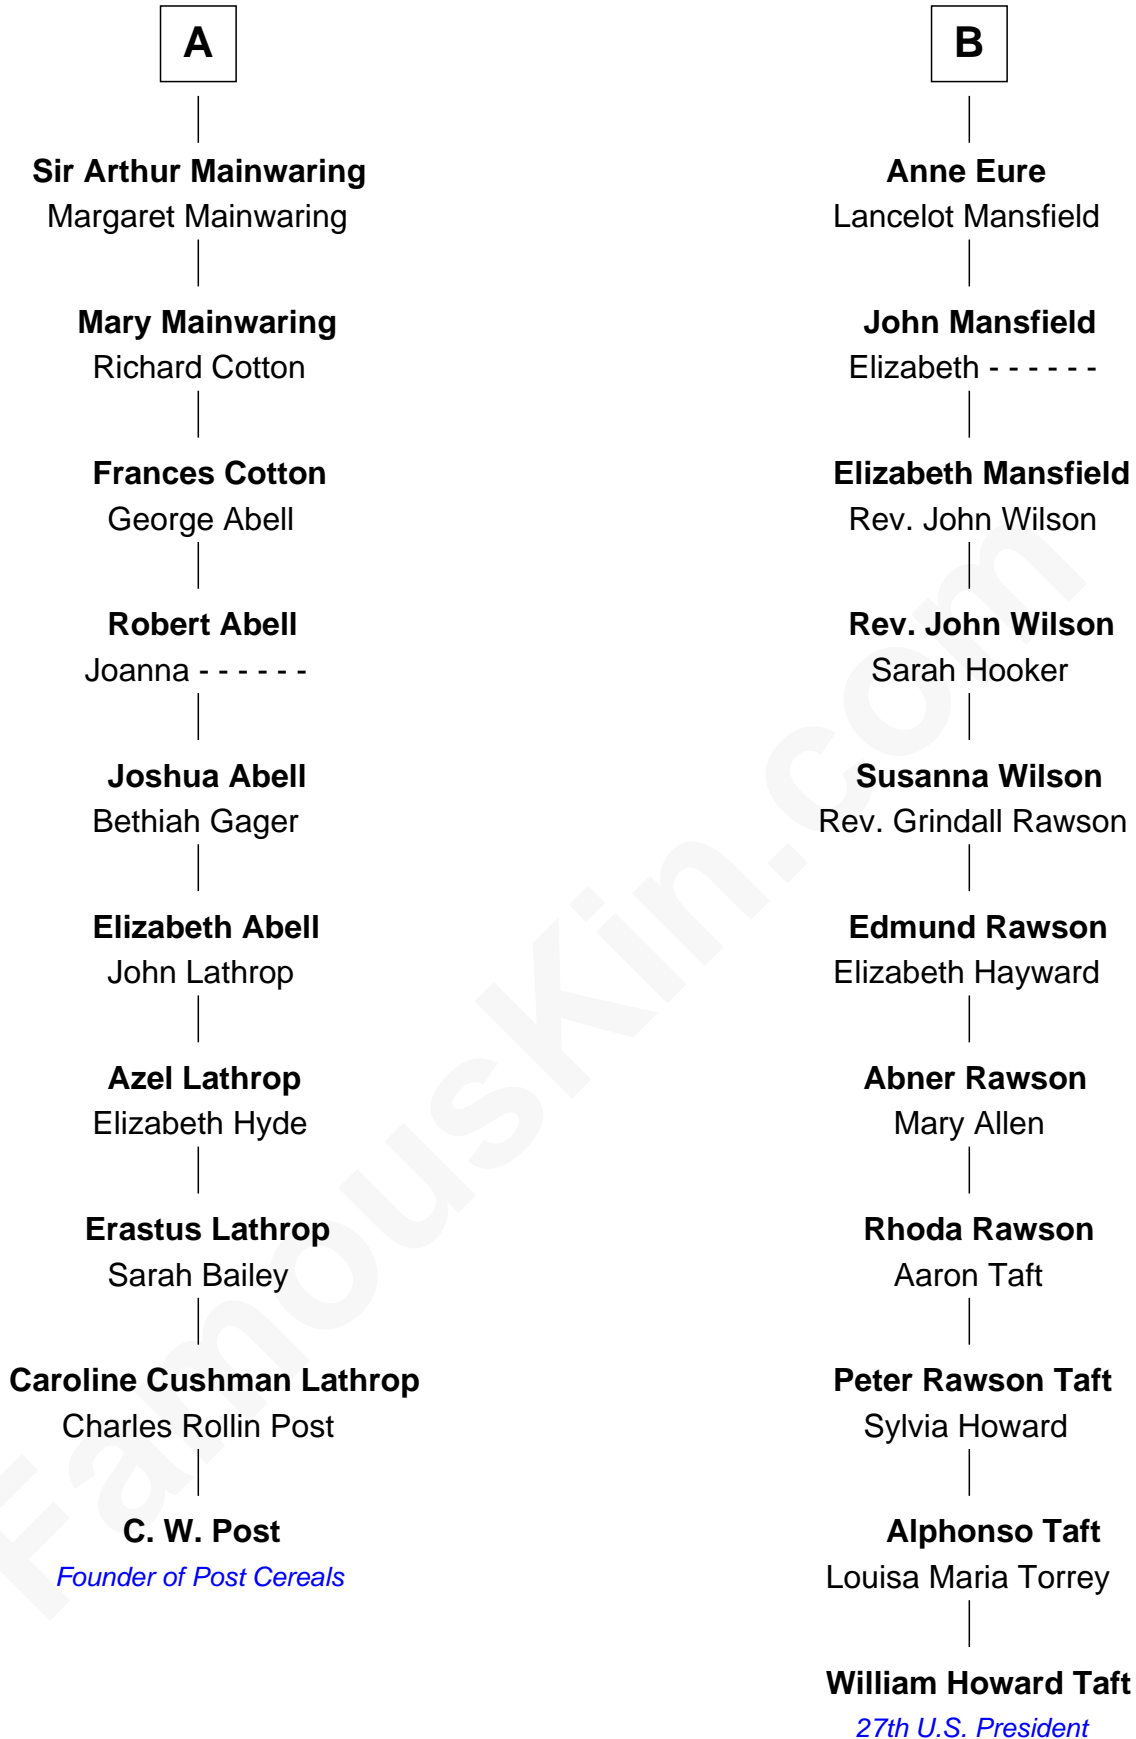 A
Sir Arthur Mainwaring
Margaret Mainwaring
Mary Mainwaring
Richard Cotton
Frances Cotton
George Abell
Robert Abell
Joanna - - - - - -
Joshua Abell
Bethiah Gager
Elizabeth Abell
John Lathrop
Azel Lathrop
Elizabeth Hyde
Erastus Lathrop
Sarah Bailey
Caroline Cushman Lathrop
Charles Rollin Post
C. W. Post
Founder of Post Cereals
B
Anne Eure
Lancelot Mansfield
John Mansfield
Elizabeth - - - - - -
Elizabeth Mansfield
Rev. John Wilson
Rev. John Wilson
Sarah Hooker
Susanna Wilson
Rev. Grindall Rawson
Edmund Rawson
Elizabeth Hayward
Abner Rawson
Mary Allen
Rhoda Rawson
Aaron Taft
Peter Rawson Taft
Sylvia Howard
Alphonso Taft
Louisa Maria Torrey
William Howard Taft
27th U.S. President
FamousKin.com